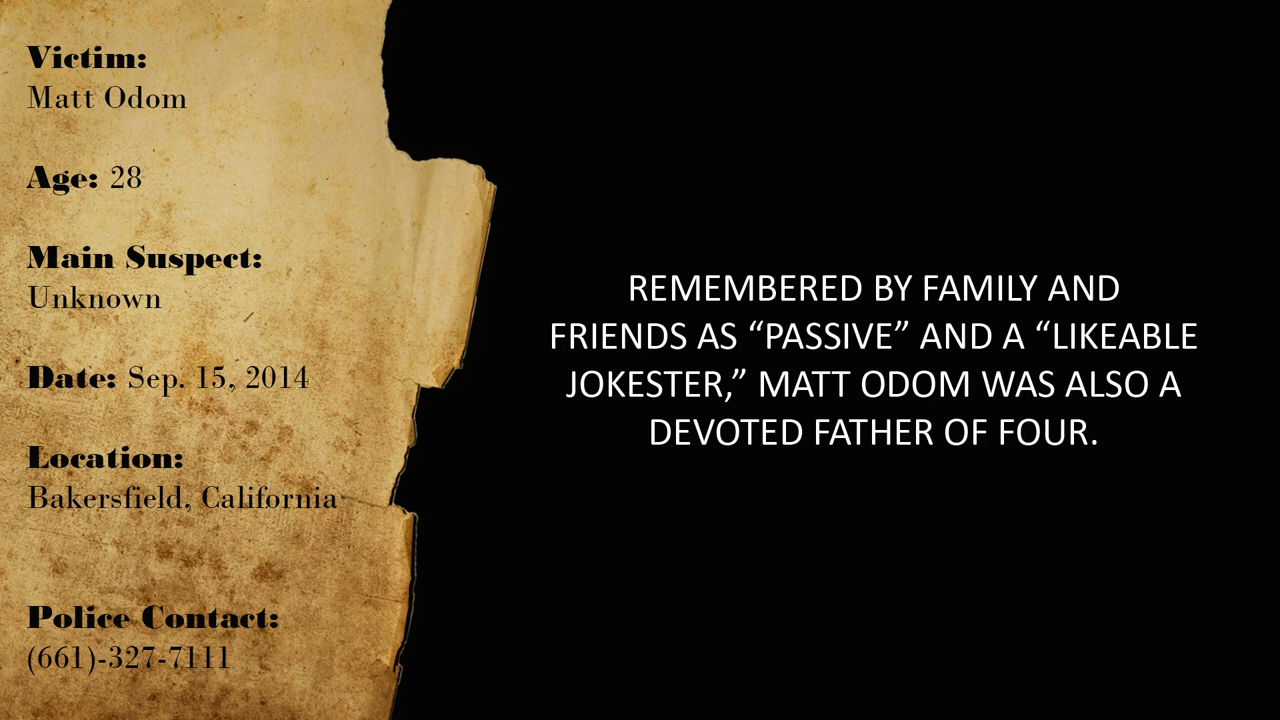 Victim:
Matt Odom
Age: 28
Main Suspect:
Unknown
Date: Sep. 15, 2014
Location:
Bakersfield, California
Police Contact:
(661)-327-7111
REMEMBERED BY FAMILY AND
FRIENDS AS “PASSIVE” AND A “LIKEABLE
JOKESTER,” MATT ODOM WAS ALSO A
DEVOTED FATHER OF FOUR.